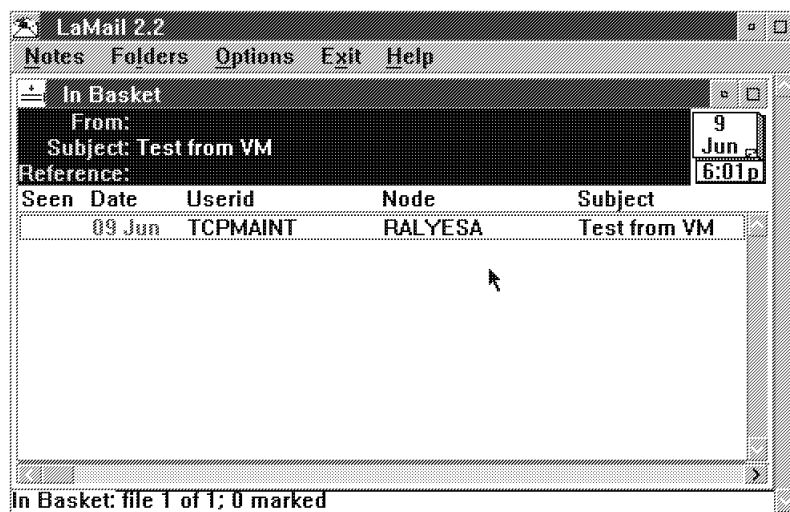 LaMail 2.2
Notes Folders Options Exit Help
In Basket
From:
Subject: Test from VM
Reference:
9
Jun
6:01p
Seen Date Userid Node Subject
09 Jun TCPMAINT RALYESA Test from VM
In Basket: file 1 of 1; 0 marked